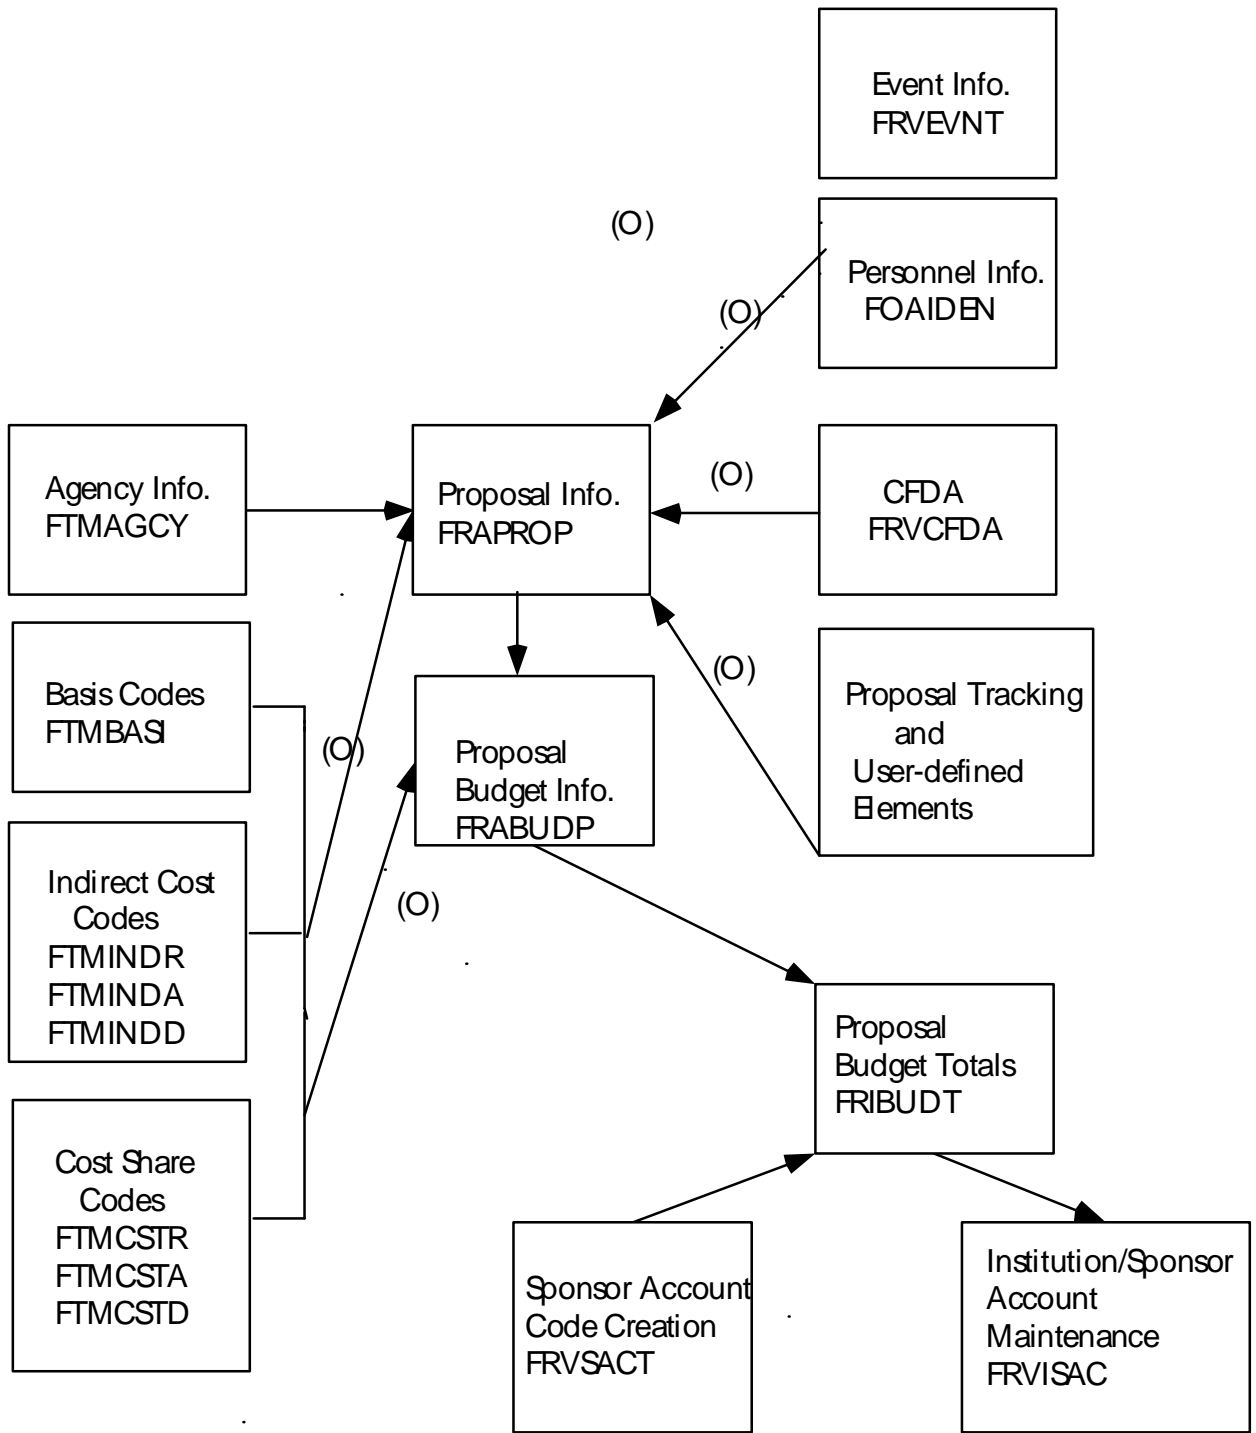 Event Info.
FRVEVNT
(O)
Personnel Info.
FOAIDEN
(O)
Agency Info.
FTMAGCY
Proposal Info.
FRAPROP
(O)
CFDA
FRVCFDA
Basis Codes
FTMBASI
(O)
Proposal
Budget Info.
FRABUDP
(O)
Proposal Tracking
and
User-defined
Elements
Indirect Cost
Codes
FTMINDR
FTMINDA
FTMINDD
(O)
Proposal
Budget Totals
FRIBUDT
Cost Share
Codes
FTMCSTR
FTMCSTA
FTMCSTD
Sponsor Account
Code Creation
FRVSACT
Institution/Sponsor
Account
Maintenance
FRVISAC